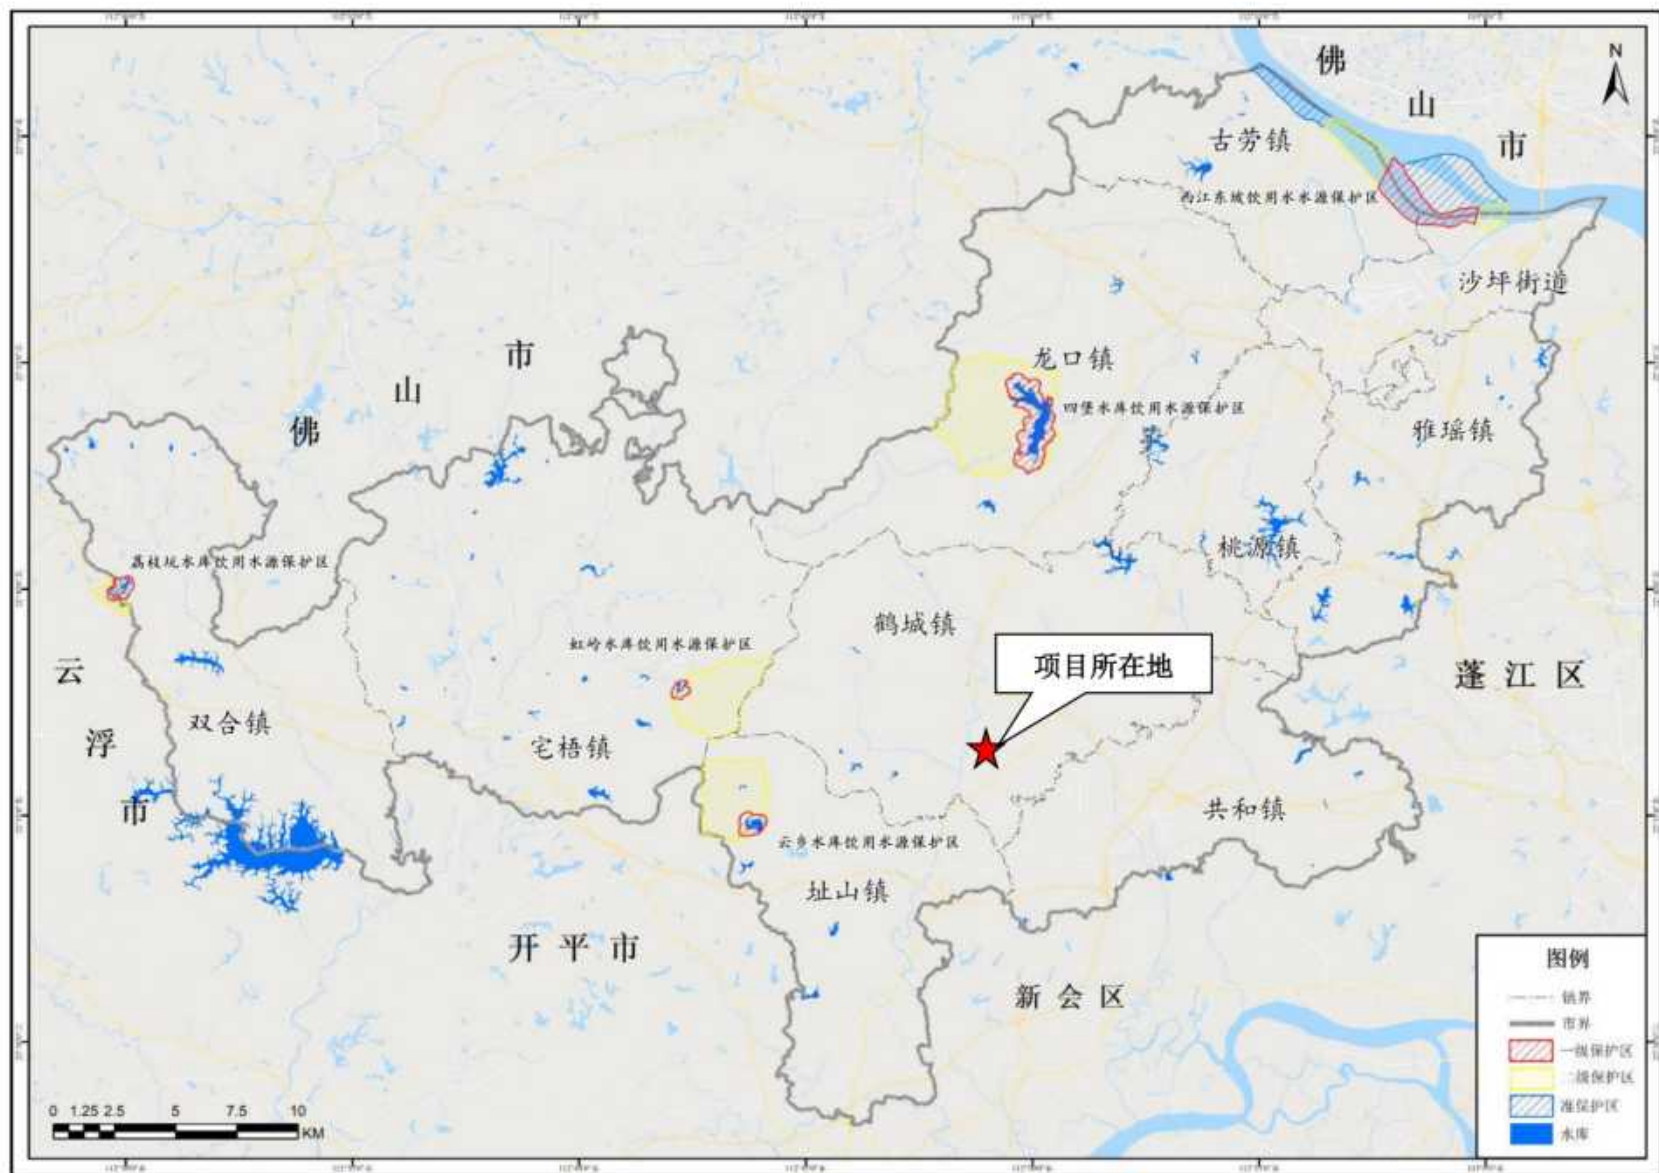 N
佛山市
古劳镇
西江东坡饮用水水源保护区
沙坪街道
佛山市
龙口镇
四堡水库饮用水源保护区
雅瑶镇
荔枝坑水库饮用水源保护区
桃源镇
鹤城镇
虹岭水库饮用水源保护区
项目所在地
蓬江区
云浮市
双合镇
宅梧镇
共和镇
云乡水库饮用水源保护区
址山镇
开平市
新会区
图例
镇界
市界
一级保护区
二级保护区
准保护区
水库
0 1.25 2.5 5 7.5 10
KM